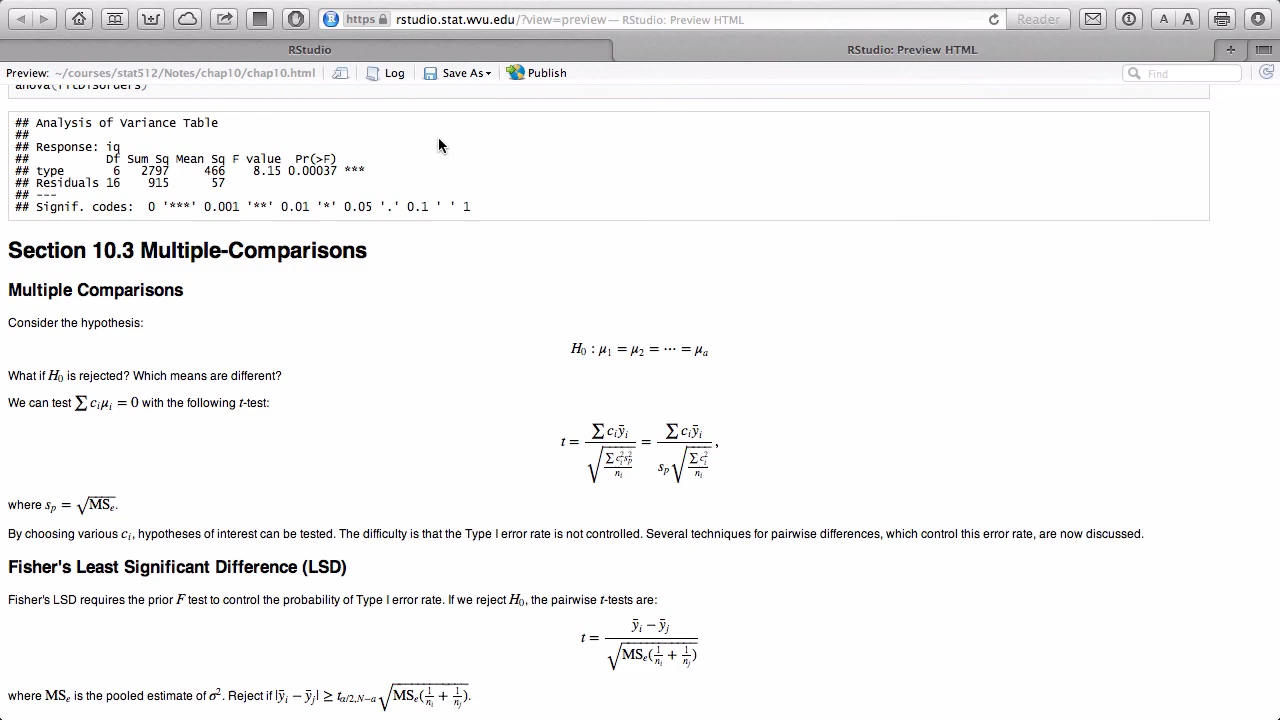 https rstudio.stat.wvu.edu/?view=preview — RStudio: Preview HTML
Reader
A A
RStudio
RStudio: Preview HTML
Preview: ~/courses/stat512/Notes/chap10/chap10.html Log Save As Publish Find
anova(fitDisorders)
## Analysis of Variance Table
##
## Response: iq
## Df Sum Sq Mean Sq F value Pr(>F)
## type 6 2797 466 8.15 0.00037 ***
## Residuals 16 915 57
## ---
## Signif. codes: 0 '***' 0.001 '**' 0.01 '*' 0.05 '.' 0.1 ' ' 1
Section 10.3 Multiple-Comparisons
Multiple Comparisons
Consider the hypothesis:
H₀ : μ₁ = μ₂ = ⋯ = μₐ
What if H₀ is rejected? Which means are different?
We can test ∑ cᵢμᵢ = 0 with the following t-test:
t = ∑ cᵢȳᵢ / √(∑ cᵢ²sₚ² / nᵢ) = ∑ cᵢȳᵢ / sₚ√(∑ cᵢ² / nᵢ),
where sₚ = √MSₑ.
By choosing various cᵢ, hypotheses of interest can be tested. The difficulty is that the Type I error rate is not controlled. Several techniques for pairwise differences, which control this error rate, are now discussed.
Fisher's Least Significant Difference (LSD)
Fisher's LSD requires the prior F test to control the probability of Type I error rate. If we reject H₀, the pairwise t-tests are:
t = ȳᵢ − ȳⱼ / √(MSₑ(1/nᵢ + 1/nⱼ))
where MSₑ is the pooled estimate of σ². Reject if |ȳᵢ − ȳⱼ| ≥ t_{α/2,N−a}√(MSₑ(1/nᵢ + 1/nⱼ)).